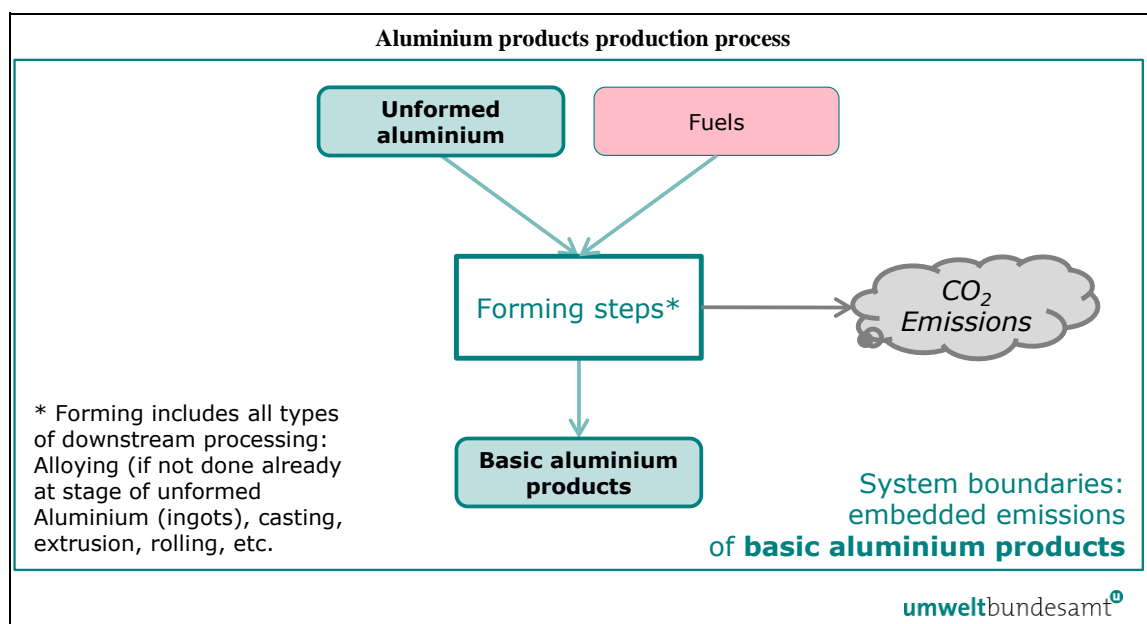 Aluminium products production process
Unformed
aluminium
Fuels
Forming steps*
CO₂
Emissions
* Forming includes all types
of downstream processing:
Alloying (if not done already
at stage of unformed
Aluminium (ingots), casting,
extrusion, rolling, etc.
Basic aluminium
products
System boundaries:
embedded emissions
of basic aluminium products
umweltbundesamt
u